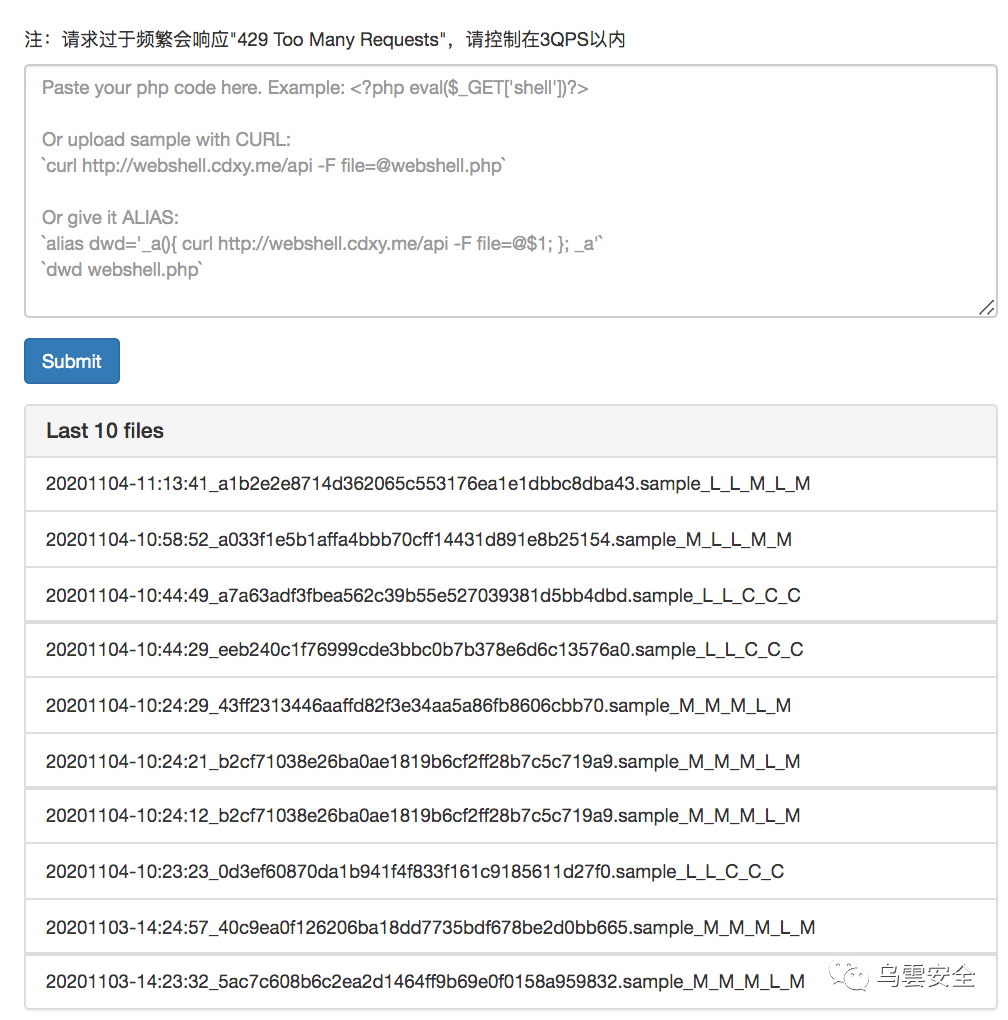 注：请求过于频繁会响应"429 Too Many Requests"，请控制在3QPS以内
Paste your php code here. Example: <?php eval($_GET['shell'])?>
Or upload sample with CURL:
`curl http://webshell.cdxy.me/api -F file=@webshell.php`
Or give it ALIAS:
`alias dwd='_a(){ curl http://webshell.cdxy.me/api -F file=@$1; }; _a'`
`dwd webshell.php`
Submit
Last 10 files
20201104-11:13:41_a1b2e2e8714d362065c553176ea1e1dbbc8dba43.sample_L_L_M_L_M
20201104-10:58:52_a033f1e5b1affa4bbb70cff14431d891e8b25154.sample_M_L_L_M_M
20201104-10:44:49_a7a63adf3fbea562c39b55e527039381d5bb4dbd.sample_L_L_C_C_C
20201104-10:44:29_eeb240c1f76999cde3bbc0b7b378e6d6c13576a0.sample_L_L_C_C_C
20201104-10:24:29_43ff2313446aaffd82f3e34aa5a86fb8606cbb70.sample_M_M_M_L_M
20201104-10:24:21_b2cf71038e26ba0ae1819b6cf2ff28b7c5c719a9.sample_M_M_M_L_M
20201104-10:24:12_b2cf71038e26ba0ae1819b6cf2ff28b7c5c719a9.sample_M_M_M_L_M
20201104-10:23:23_0d3ef60870da1b941f4f833f161c9185611d27f0.sample_L_L_C_C_C
20201103-14:24:57_40c9ea0f126206ba18dd7735bdf678be2d0bb665.sample_M_M_M_L_M
20201103-14:23:32_5ac7c608b6c2ea2d1464ff9b69e0f0158a959832.sample_M_M_M_L_M
乌雲安全